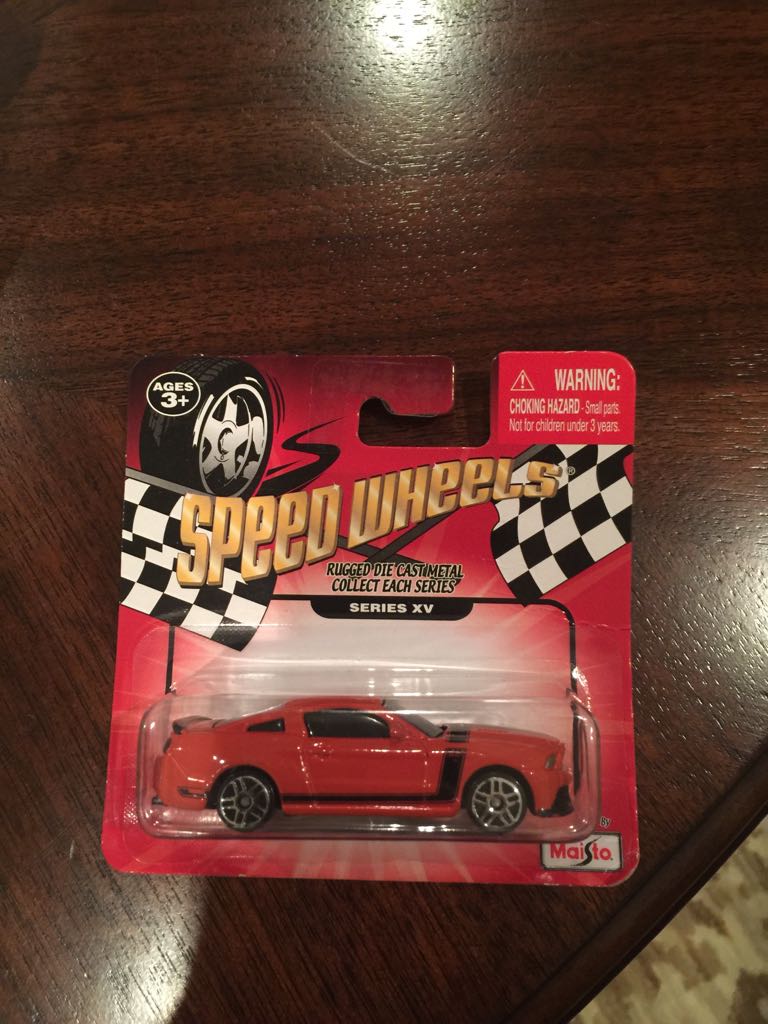 AGES
3+
WARNING:
CHOKING HAZARD - Small parts.
Not for children under 3 years.
SPEED WHEELS®
RUGGED DIE CAST METAL
COLLECT EACH SERIES
SERIES XV
By
Maisto